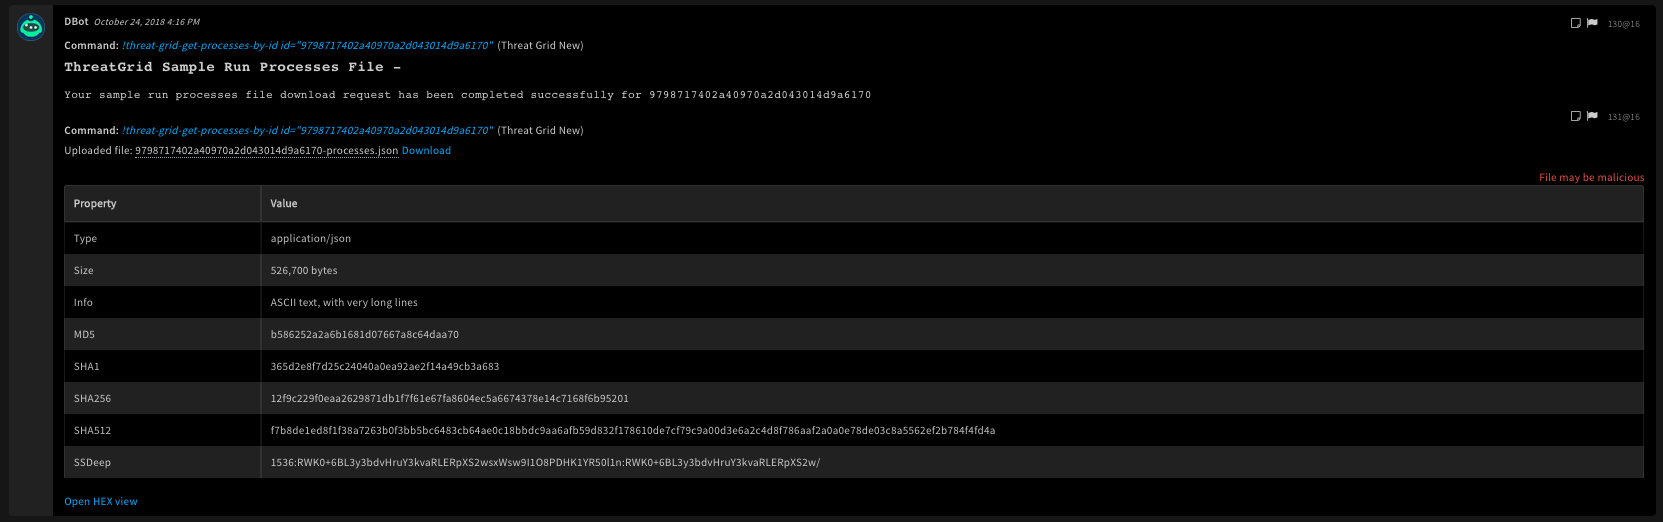 DBot October 24, 2018 4:16 PM
130@16
Command: !threat-grid-get-processes-by-id id="9798717402a40970a2d043014d9a6170" (Threat Grid New)
ThreatGrid Sample Run Processes File –
Your sample run processes file download request has been completed successfully for 9798717402a40970a2d043014d9a6170
131@16
Command: !threat-grid-get-processes-by-id id="9798717402a40970a2d043014d9a6170" (Threat Grid New)
Uploaded file: 9798717402a40970a2d043014d9a6170-processes.json Download
File may be malicious
Property Value
Type application/json
Size 526,700 bytes
Info ASCII text, with very long lines
MD5 b586252a2a6b1681d07667a8c64daa70
SHA1 365d2e8f7d25c24040a0ea92ae2f14a49cb3a683
SHA256 12f9c229f0eaa2629871db1f7f61e67fa8604ec5a6674378e14c7168f6b95201
SHA512 f7b8de1ed8f1f38a7263b0f3bb5bc6483cb64ae0c18bbdc9aa6afb59d832f178610de7cf79c9a00d3e6a2c4d8f786aaf2a0a0e78de03c8a5562ef2b784f4fd4a
SSDeep 1536:RWK0+6BL3y3bdvHruY3kvaRLERpXS2wsxWsw9I1O8PDHK1YR50l1n:RWK0+6BL3y3bdvHruY3kvaRLERpXS2w/
Open HEX view